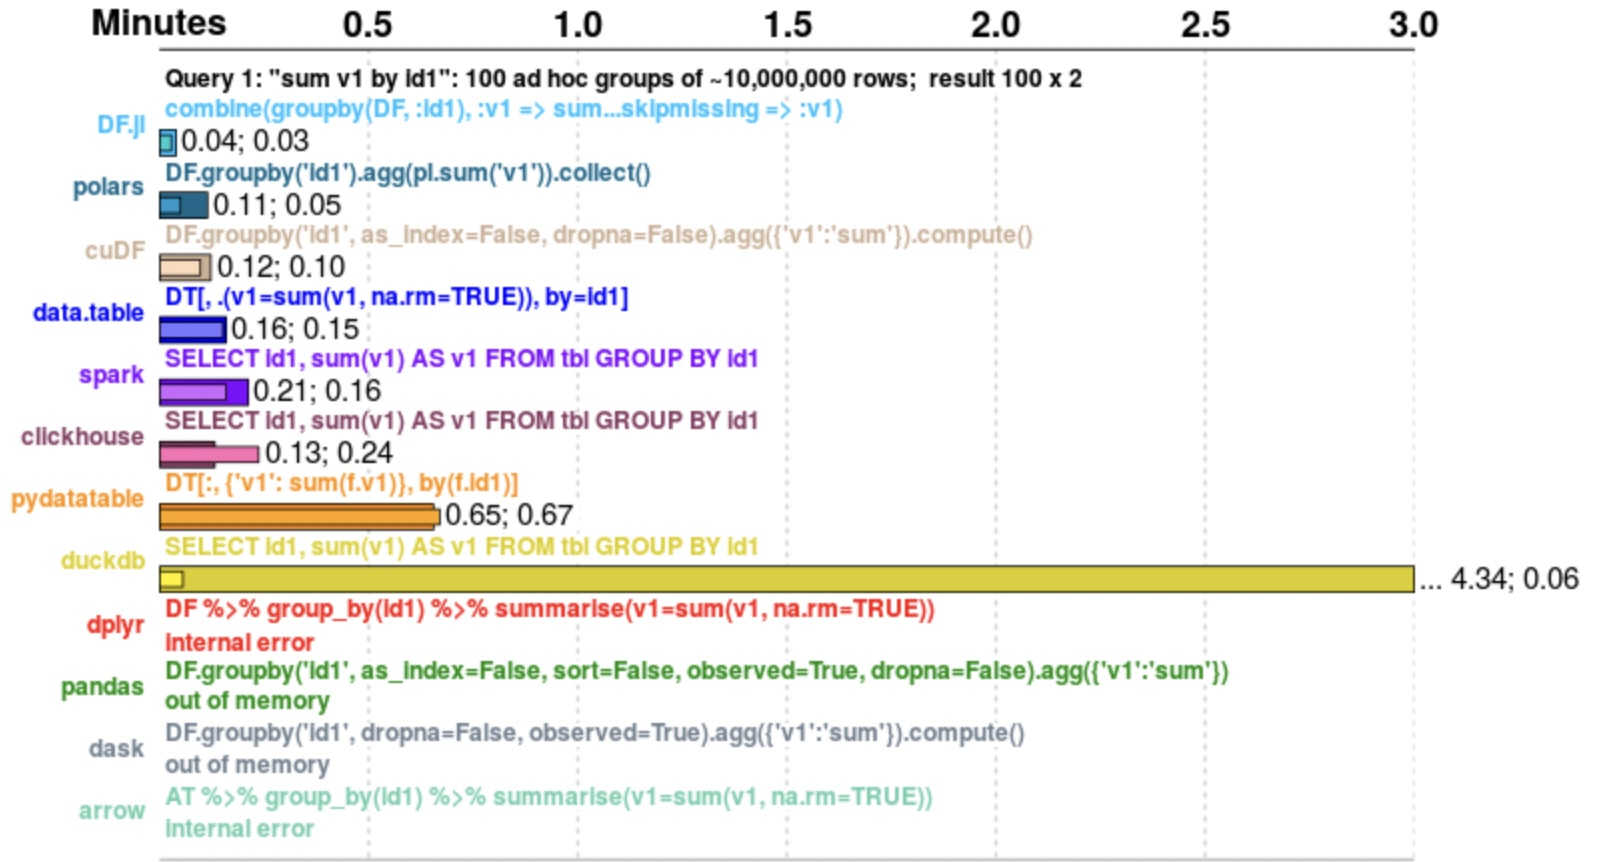 Minutes 0.5 1.0 1.5 2.0 2.5 3.0
Query 1: "sum v1 by id1": 100 ad hoc groups of ~10,000,000 rows;  result 100 x 2
combine(groupby(DF, :id1), :v1 => sum...skipmissing => :v1)
DF.jl
0.04; 0.03
DF.groupby('id1').agg(pl.sum('v1')).collect()
polars
0.11; 0.05
DF.groupby('id1', as_index=False, dropna=False).agg({'v1':'sum'}).compute()
cuDF
0.12; 0.10
DT[, .(v1=sum(v1, na.rm=TRUE)), by=id1]
data.table
0.16; 0.15
SELECT id1, sum(v1) AS v1 FROM tbl GROUP BY id1
spark
0.21; 0.16
SELECT id1, sum(v1) AS v1 FROM tbl GROUP BY id1
clickhouse
0.13; 0.24
DT[:, {'v1': sum(f.v1)}, by(f.id1)]
pydatatable
0.65; 0.67
SELECT id1, sum(v1) AS v1 FROM tbl GROUP BY id1
duckdb
... 4.34; 0.06
DF %>% group_by(id1) %>% summarise(v1=sum(v1, na.rm=TRUE))
dplyr
internal error
DF.groupby('id1', as_index=False, sort=False, observed=True, dropna=False).agg({'v1':'sum'})
pandas
out of memory
DF.groupby('id1', dropna=False, observed=True).agg({'v1':'sum'}).compute()
dask
out of memory
AT %>% group_by(id1) %>% summarise(v1=sum(v1, na.rm=TRUE))
arrow
internal error